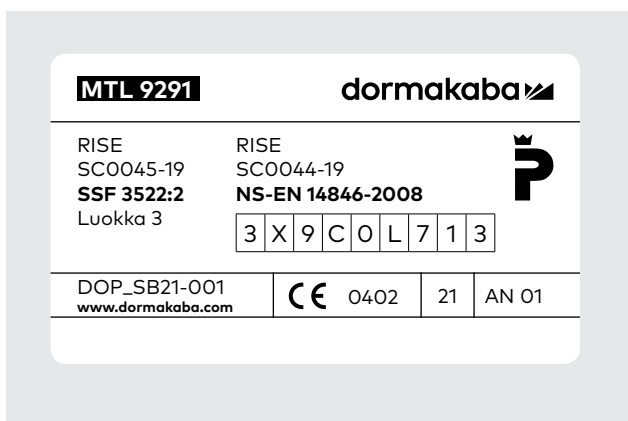 MTL 9291
dormakaba
RISE
SC0045-19
SSF 3522:2
Luokka 3
RISE
SC0044-19
NS-EN 14846-2008
3 X 9 C 0 L 7 1 3
P
DOP_SB21-001
www.dormakaba.com
CE 0402
21
AN 01